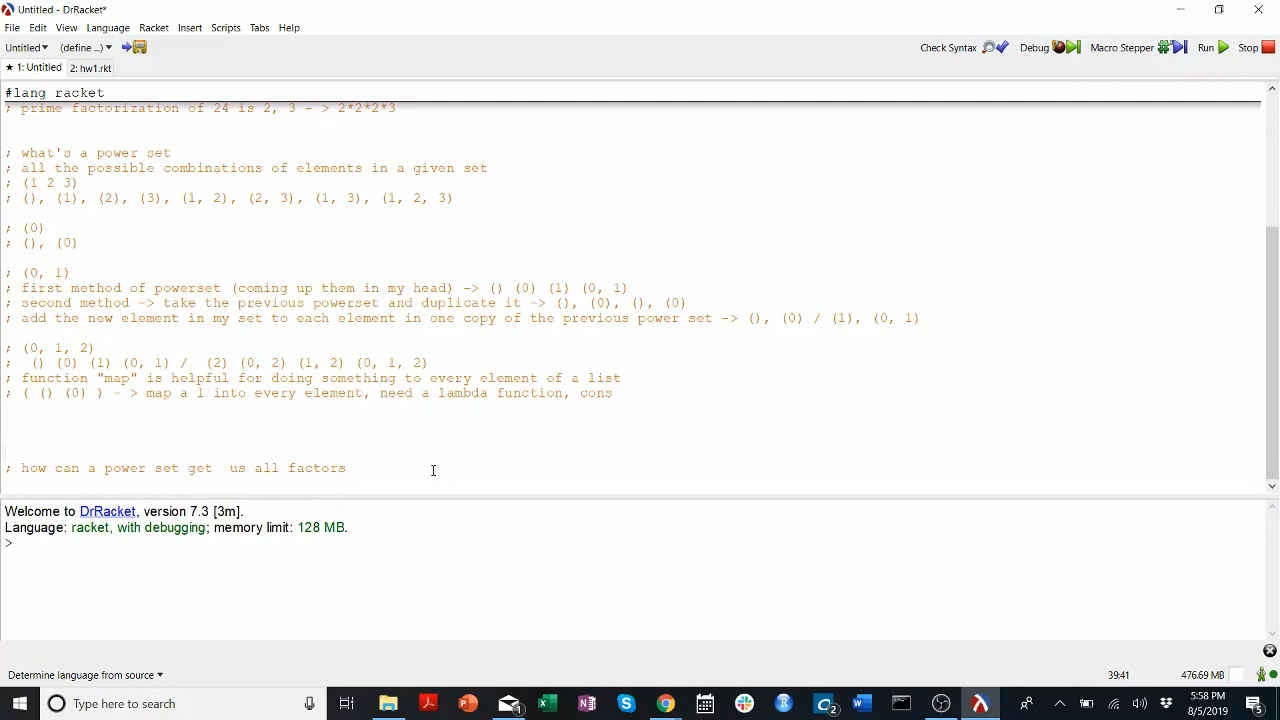 Untitled - DrRacket*
File Edit View Language Racket Insert Scripts Tabs Help
Untitled▾ (define ...)▾ Check Syntax Debug Macro Stepper Run Stop
★ 1: Untitled 2: hw1.rkt
#lang racket
; prime factorization of 24 is 2, 3 - > 2*2*2*3
; what's a power set
; all the possible combinations of elements in a given set
; (1 2 3)
; (), (1), (2), (3), (1, 2), (2, 3), (1, 3), (1, 2, 3)
; (0)
; (), (0)
; (0, 1)
; first method of powerset (coming up them in my head) -> () (0) (1) (0, 1)
; second method -> take the previous powerset and duplicate it -> (), (0), (), (0)
; add the new element in my set to each element in one copy of the previous power set -> (), (0) / (1), (0, 1)
; (0, 1, 2)
;  () (0) (1) (0, 1) /  (2) (0, 2) (1, 2) (0, 1, 2)
; function "map" is helpful for doing something to every element of a list
; ( () (0) ) - > map a 1 into every element, need a lambda function, cons
; how can a power set get  us all factors
Welcome to DrRacket, version 7.3 [3m].
Language: racket, with debugging; memory limit: 128 MB.
>
Determine language from source▾ 39:41 476.69 MB
Type here to search
5:58 PM
8/5/2019